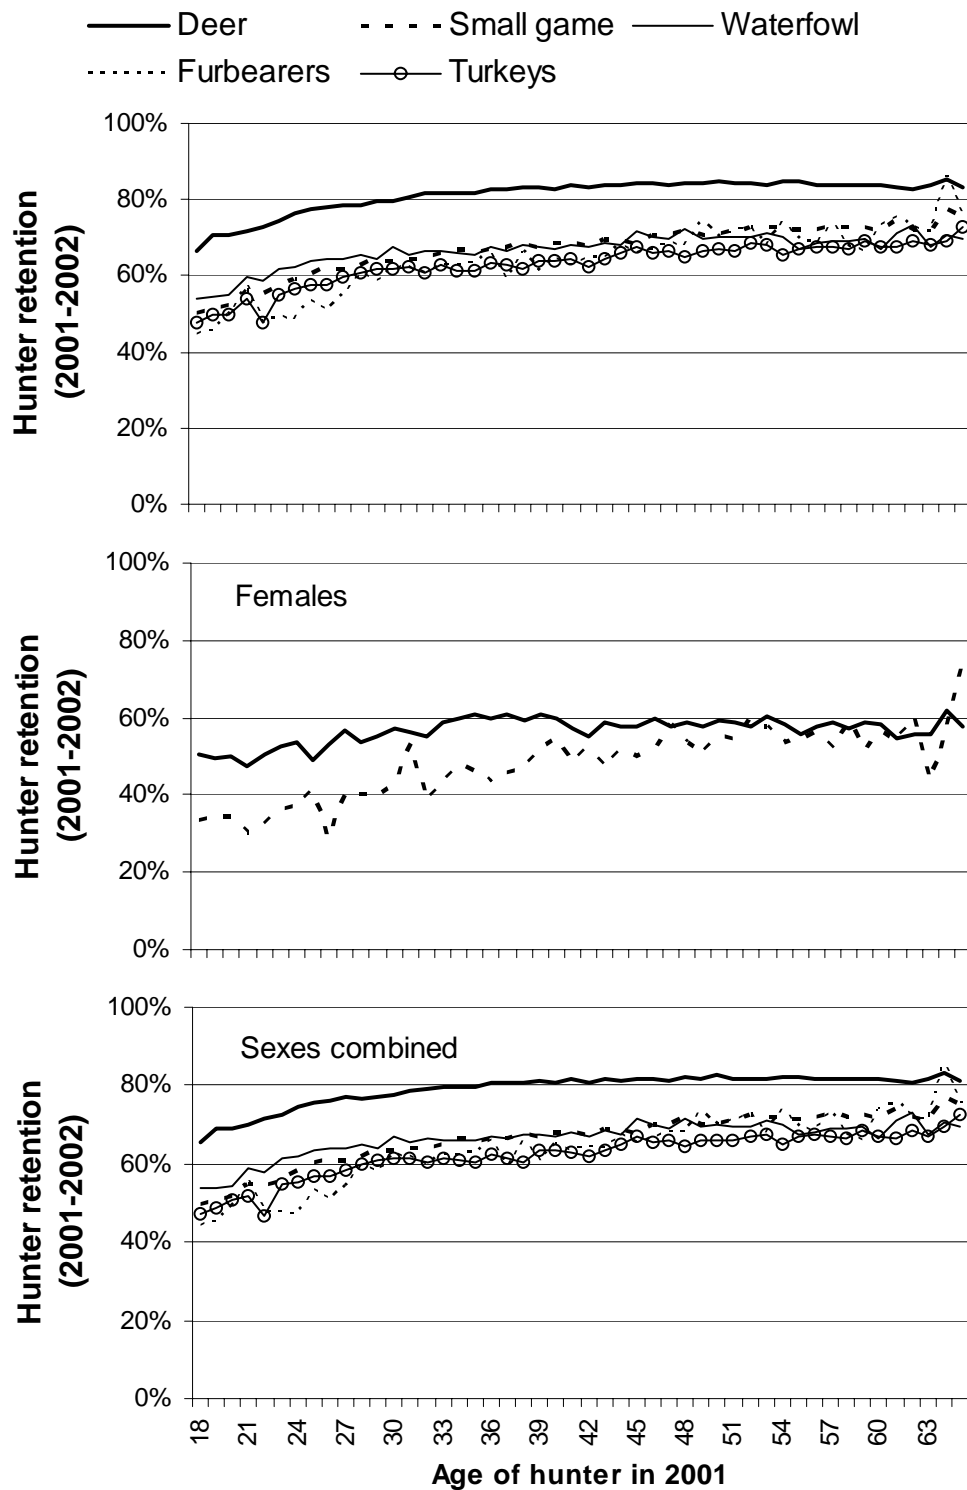 Deer Small game Waterfowl
Furbearers Turkeys
Hunter retention
(2001-2002)
100%
80%
60%
40%
20%
0%
Hunter retention
(2001-2002)
100%
80%
60%
40%
20%
0%
Females
Hunter retention
(2001-2002)
100%
80%
60%
40%
20%
0%
Sexes combined
18 21 24 27 30 33 36 39 42 45 48 51 54 57 60 63
Age of hunter in 2001